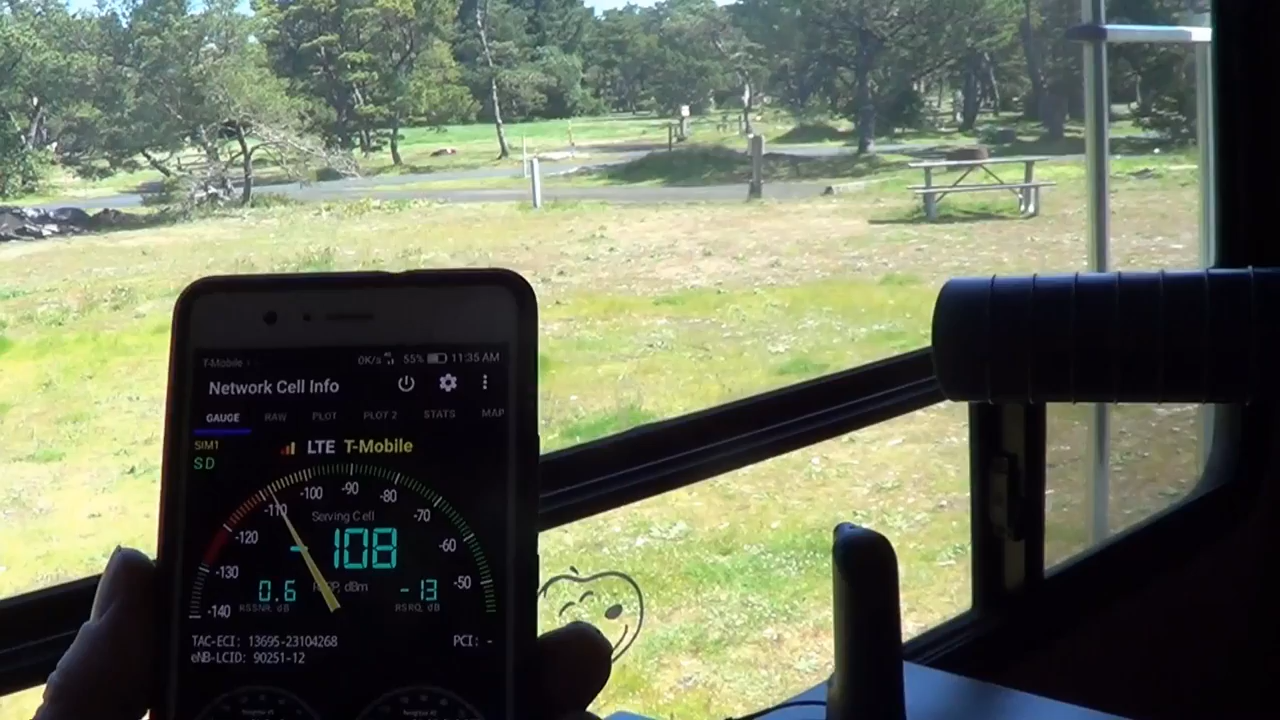 T-Mobile
0K/s 4G 55% 11:35 AM
Network Cell Info
GAUGE RAW PLOT PLOT 2 STATS MAP
SIM1
SD
LTE T-Mobile
-140 -130 -120 -110 -100 -90 -80 -70 -60 -50
Serving Cell
-108
RSRP, dBm
0.6
RSSNR, dB
-13
RSRQ, dB
TAC-ECI: 13695-23104268
PCI: -
eNB-LCID: 90251-12